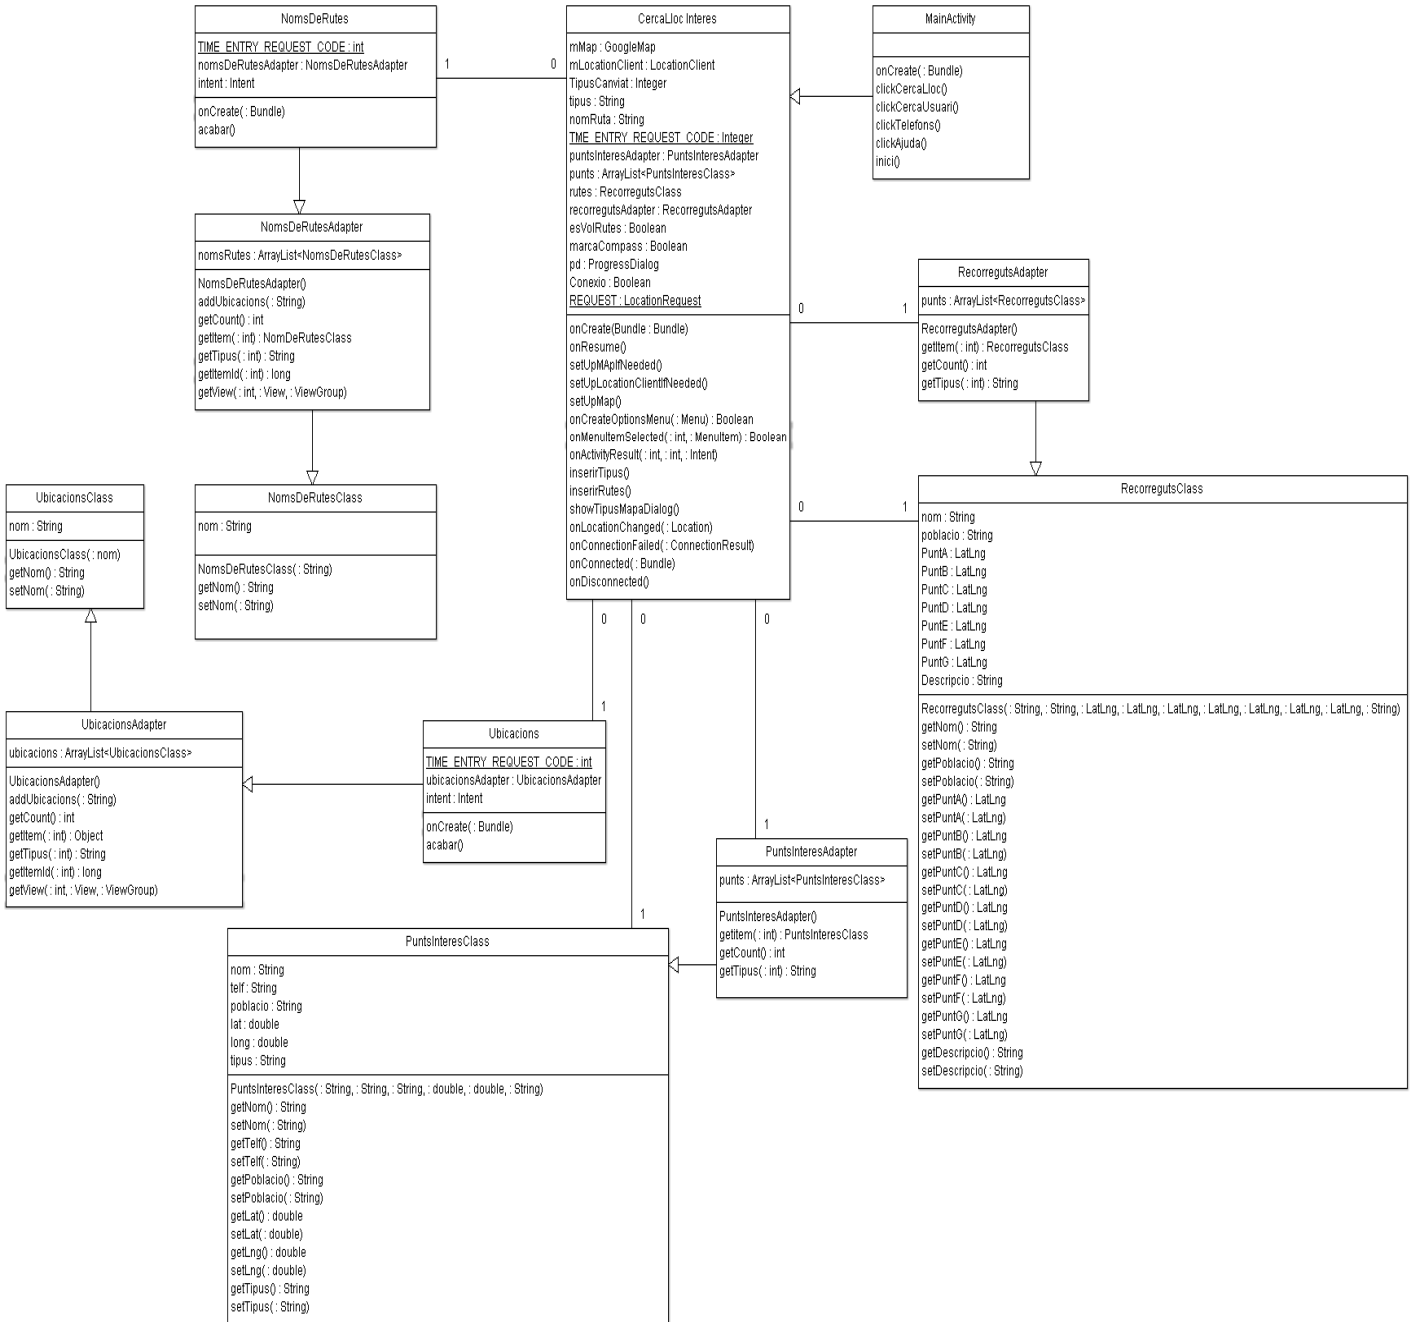 NomsDeRutes
TIME_ENTRY_REQUEST_CODE : int
nomsDeRutesAdapter : NomsDeRutesAdapter
intent : Intent
onCreate( : Bundle)
acabar()
1
0
CercaLloc Interes
mMap : GoogleMap
mLocationClient : LocationClient
TipusCanviat : Integer
tipus : String
nomRuta : String
TME_ENTRY_REQUEST_CODE : Integer
puntsInteresAdapter : PuntsInteresAdapter
punts : ArrayList<PuntsInteresClass>
rutes : RecorregutsClass
recorregutsAdapter : RecorregutsAdapter
esVolRutes : Boolean
marcaCompass : Boolean
pd : ProgressDialog
Conexio : Boolean
REQUEST : LocationRequest
onCreate(Bundle : Bundle)
onResume()
setUpMApIfNeeded()
setUpLocationClientIfNeeded()
setUpMap()
onCreateOptionsMenu( : Menu) : Boolean
onMenuItemSelected( : int, : MenuItem) : Boolean
onActivityResult( : int, : int, : Intent)
inserirTipus()
inserirRutes()
showTipusMapaDialog()
onLocationChanged( : Location)
onConnectionFailed( : ConnectionResult)
onConnected( : Bundle)
onDisconnected()
MainActivity
onCreate( : Bundle)
clickCercaLloc()
clickCercaUsuari()
clickTelefons()
clickAjuda()
inici()
NomsDeRutesAdapter
nomsRutes : ArrayList<NomsDeRutesClass>
NomsDeRutesAdapter()
addUbicacions( : String)
getCount() : int
getItem( : int) : NomDeRutesClass
getTipus( : int) : String
getItemId( : int) : long
getView( : int, : View, : ViewGroup)
RecorregutsAdapter
punts : ArrayList<RecorregutsClass>
RecorregutsAdapter()
getItem( : int) : RecorregutsClass
getCount() : int
getTipus( : int) : String
0
1
0
1
UbicacionsClass
nom : String
UbicacionsClass( : nom)
getNom() : String
setNom( : String)
NomsDeRutesClass
nom : String
NomsDeRutesClass( : String)
getNom() : String
setNom( : String)
RecorregutsClass
nom : String
poblacio : String
PuntA : LatLng
PuntB : LatLng
PuntC : LatLng
PuntD : LatLng
PuntE : LatLng
PuntF : LatLng
PuntG : LatLng
Descripcio : String
RecorregutsClass( : String, : String, : LatLng, : LatLng, : LatLng, : LatLng, : LatLng, : LatLng, : LatLng, : String)
getNom() : String
setNom( : String)
getPoblacio() : String
setPoblacio( : String)
getPuntA() : LatLng
setPuntA( : LatLng)
getPuntB() : LatLng
setPuntB( : LatLng)
getPuntC() : LatLng
setPuntC( : LatLng)
getPuntD() : LatLng
setPuntD( : LatLng)
getPuntE() : LatLng
setPuntE( : LatLng)
getPuntF() : LatLng
setPuntF( : LatLng)
getPuntG() : LatLng
setPuntG( : LatLng)
getDescripcio() : String
setDescripcio( : String)
0
0
0
1
1
1
UbicacionsAdapter
ubicacions : ArrayList<UbicacionsClass>
UbicacionsAdapter()
addUbicacions( : String)
getCount() : int
getItem( : int) : Object
getTipus( : int) : String
getItemId( : int) : long
getView( : int, : View, : ViewGroup)
Ubicacions
TIME_ENTRY_REQUEST_CODE : int
ubicacionsAdapter : UbicacionsAdapter
intent : Intent
onCreate( : Bundle)
acabar()
PuntsInteresAdapter
punts : ArrayList<PuntsInteresClass>
PuntsInteresAdapter()
getItem( : int) : PuntsInteresClass
getCount() : int
getTipus( : int) : String
PuntsInteresClass
nom : String
telf : String
poblacio : String
lat : double
long : double
tipus : String
PuntsInteresClass( : String, : String, : String, : double, : double, : String)
getNom() : String
setNom( : String)
getTelf() : String
setTelf( : String)
getPoblacio() : String
setPoblacio( : String)
getLat() : double
setLat( : double)
getLng() : double
setLng( : double)
getTipus() : String
setTipus( : String)